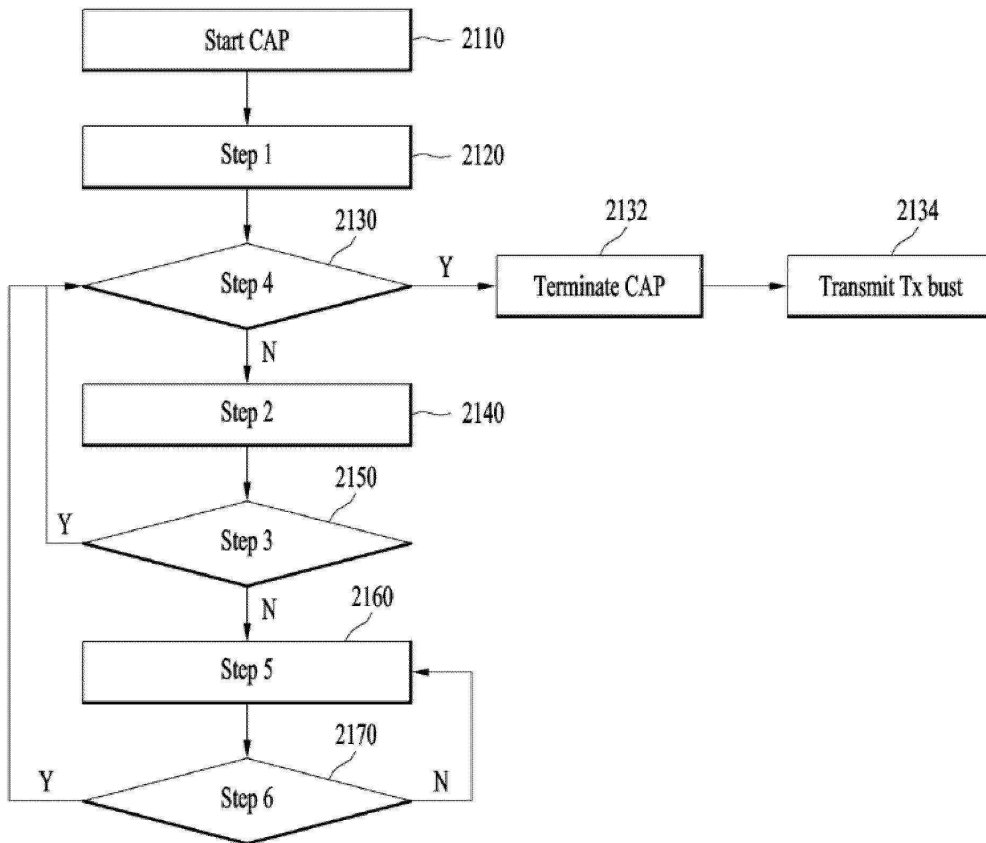 Start CAP
2110
Step 1
2120
2130
Step 4
Y
2132
Terminate CAP
2134
Transmit Tx bust
N
Step 2
2140
2150
Y
Step 3
N
2160
Step 5
2170
Y
Step 6
N